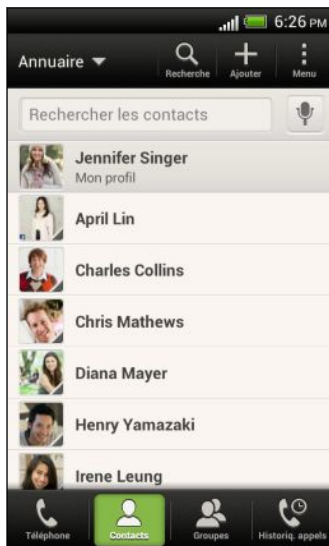 6:26 PM
Annuaire
Recherche
Ajouter
Menu
Rechercher les contacts
Jennifer Singer
Mon profil
April Lin
Charles Collins
Chris Mathews
Diana Mayer
Henry Yamazaki
Irene Leung
Téléphone
Contacts
Groupes
Historiq. appels